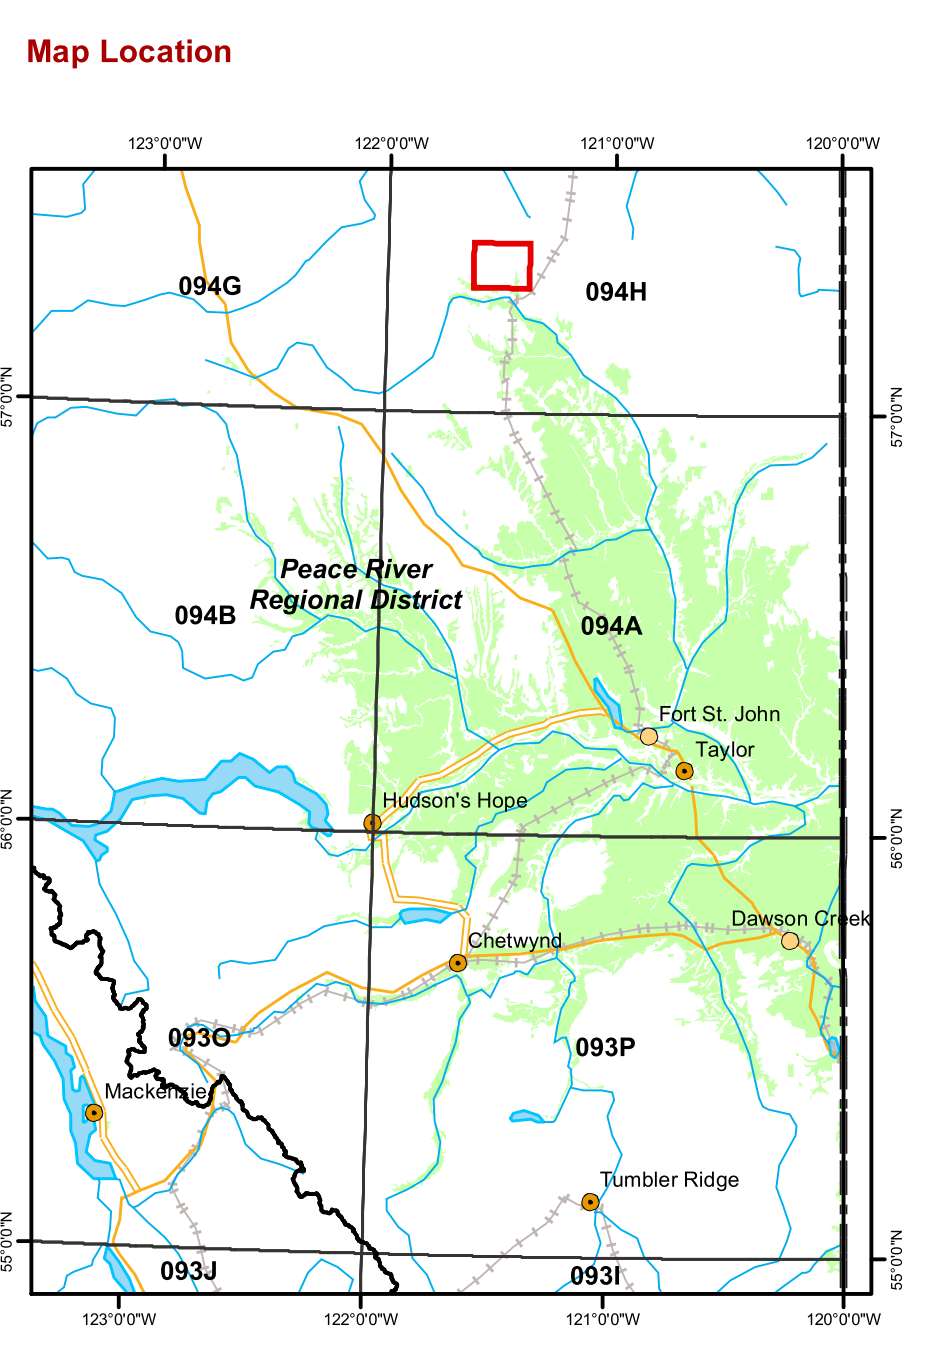 Map Location
123°0'0"W
122°0'0"W
121°0'0"W
120°0'0"W
094G
094H
57°0'0"N
57°0'0"N
Peace River
Regional District
094B
094A
Fort St. John
Taylor
Hudson's Hope
56°0'0"N
56°0'0"N
Dawson Creek
Chetwynd
093O
093P
Mackenzie
Tumbler Ridge
55°0'0"N
55°0'0"N
093J
093I
123°0'0"W
122°0'0"W
121°0'0"W
120°0'0"W